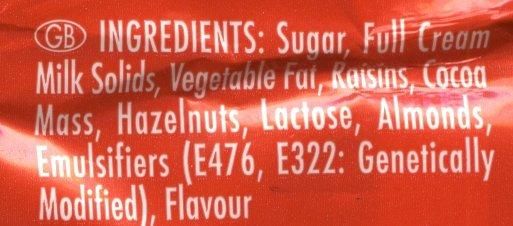 GB INGREDIENTS: Sugar, Full Cream
Milk Solids, Vegetable Fat, Raisins, Cocoa
Mass, Hazelnuts, Lactose, Almonds,
Emulsifiers (E476, E322: Genetically
Modified), Flavour